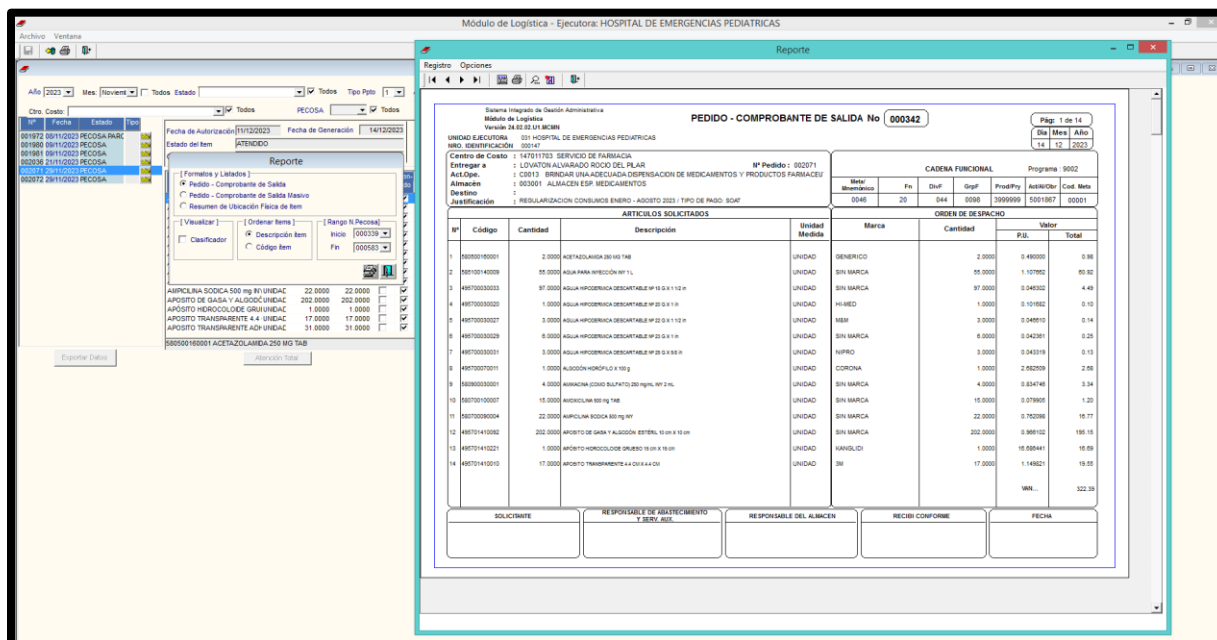 Módulo de Logística - Ejecutora: HOSPITAL DE EMERGENCIAS PEDIATRICAS
Archivo Ventana
Año 2023 Mes: Noviemb Todos Estado Todos Tipo Ppto 1
Ctro. Costo: Todos PECOSA Todos
Nº Fecha Estado Tipo
001972 08/11/2023 PECOSA PARC
001980 09/11/2023 PECOSA
001981 09/11/2023 PECOSA
002036 21/11/2023 PECOSA
002071 29/11/2023 PECOSA
002072 29/11/2023 PECOSA
Fecha de Autorización 11/12/2023 Fecha de Generación 14/12/2023
Estado del Item ATENDIDO
Reporte
[ Formatos y Listados ]
Pedido - Comprobante de Salida
Pedido - Comprobante de Salida Masivo
Resumen de Ubicación Física de Item
[ Visualizar ] [ Ordenar Items ] [ Rango N.Pecosa]
Clasificador
Descripción ítem
Código ítem
Inicio 000339
Fin 000583
AMPICILINA SODICA 500 mg INY UNIDAD 22.0000 22.0000
APOSITO DE GASA Y ALGODÓ UNIDAD 202.0000 202.0000
APÓSITO HIDROCOLOIDE GRUE UNIDAD 1.0000 1.0000
APOSITO TRANSPARENTE 4.4 UNIDAD 17.0000 17.0000
APOSITO TRANSPARENTE ADH UNIDAD 31.0000 31.0000
580500160001 ACETAZOLAMIDA 250 MG TAB
Exportar Datos Atención Total
Reporte
Registro Opciones
Sistema Integrado de Gestión Administrativa
Módulo de Logística
Versión 24.02.02.U1.MCMN
PEDIDO - COMPROBANTE DE SALIDA No 000342
Pág: 1 de 14
Día Mes Año
14 12 2023
UNIDAD EJECUTORA 031 HOSPITAL DE EMERGENCIAS PEDIATRICAS
NRO. IDENTIFICACIÓN 000147
Centro de Costo : 147011703 SERVICIO DE FARMACIA
Entregar a : LOVATON ALVARADO ROCIO DEL PILAR Nº Pedido : 002071
Act.Ope. : C0013 BRINDAR UNA ADECUADA DISPENSACION DE MEDICAMENTOS Y PRODUCTOS FARMACEU
Almacén : 003001 ALMACEN ESP. MEDICAMENTOS
Destino :
Justificación : REGULARIZACION CONSUMOS ENERO - AGOSTO 2023 / TIPO DE PAGO: SOAT
CADENA FUNCIONAL Programa : 9002
Meta/ Mnemónico Fn DivF GrpF Prod/Pry Act/AI/Obr Cod. Meta
0046 20 044 0098 3999999 5001867 00001
ARTICULOS SOLICITADOS ORDEN DE DESPACHO
Nº Código Cantidad Descripción Unidad Medida Marca Cantidad Valor
P.U. Total
1 580500160001 2.0000 ACETAZOLAMIDA 250 MG TAB UNIDAD GENERICO 2.0000 0.490000 0.98
2 585100140009 55.0000 AGUA PARA INYECCIÓN INY 1 L UNIDAD SIN MARCA 55.0000 1.107662 60.92
3 495700030033 97.0000 AGUJA HIPODERMICA DESCARTABLE Nº 18 G X 1 1/2 in UNIDAD SIN MARCA 97.0000 0.046302 4.49
4 495700030020 1.0000 AGUJA HIPODERMICA DESCARTABLE Nº 20 G X 1 in UNIDAD HI-MED 1.0000 0.101682 0.10
5 495700030027 3.0000 AGUJA HIPODERMICA DESCARTABLE Nº 22 G X 1 1/2 in UNIDAD M&M 3.0000 0.046610 0.14
6 495700030029 6.0000 AGUJA HIPODERMICA DESCARTABLE Nº 23 G X 1 in UNIDAD SIN MARCA 6.0000 0.042361 0.25
7 495700030031 3.0000 AGUJA HIPODERMICA DESCARTABLE Nº 25 G X 5/8 in UNIDAD NIPRO 3.0000 0.043319 0.13
8 495700070011 1.0000 ALGODÓN HIDRÓFILO X 100 g UNIDAD CORONA 1.0000 2.682509 2.68
9 580900030001 4.0000 AMIKACINA (COMO SULFATO) 250 mg/mL INY 2 mL UNIDAD SIN MARCA 4.0000 0.834746 3.34
10 580700100007 15.0000 AMOXICILINA 500 mg TAB UNIDAD SIN MARCA 15.0000 0.079905 1.20
11 580700090004 22.0000 AMPICILINA SODICA 500 mg INY UNIDAD SIN MARCA 22.0000 0.762098 16.77
12 495701410092 202.0000 APOSITO DE GASA Y ALGODÓN ESTÉRIL 10 cm X 10 cm UNIDAD SIN MARCA 202.0000 0.966102 195.15
13 495701410221 1.0000 APÓSITO HIDROCOLOIDE GRUESO 15 cm X 15 cm UNIDAD KANGLIDI 1.0000 16.686441 16.69
14 495701410010 17.0000 APOSITO TRANSPARENTE 4.4 CM X 4.4 CM UNIDAD 3M 17.0000 1.149821 19.55
VAN... 322.39
SOLICITANTE RESPONSABLE DE ABASTECIMIENTO Y SERV. AUX. RESPONSABLE DEL ALMACEN RECIBI CONFORME FECHA